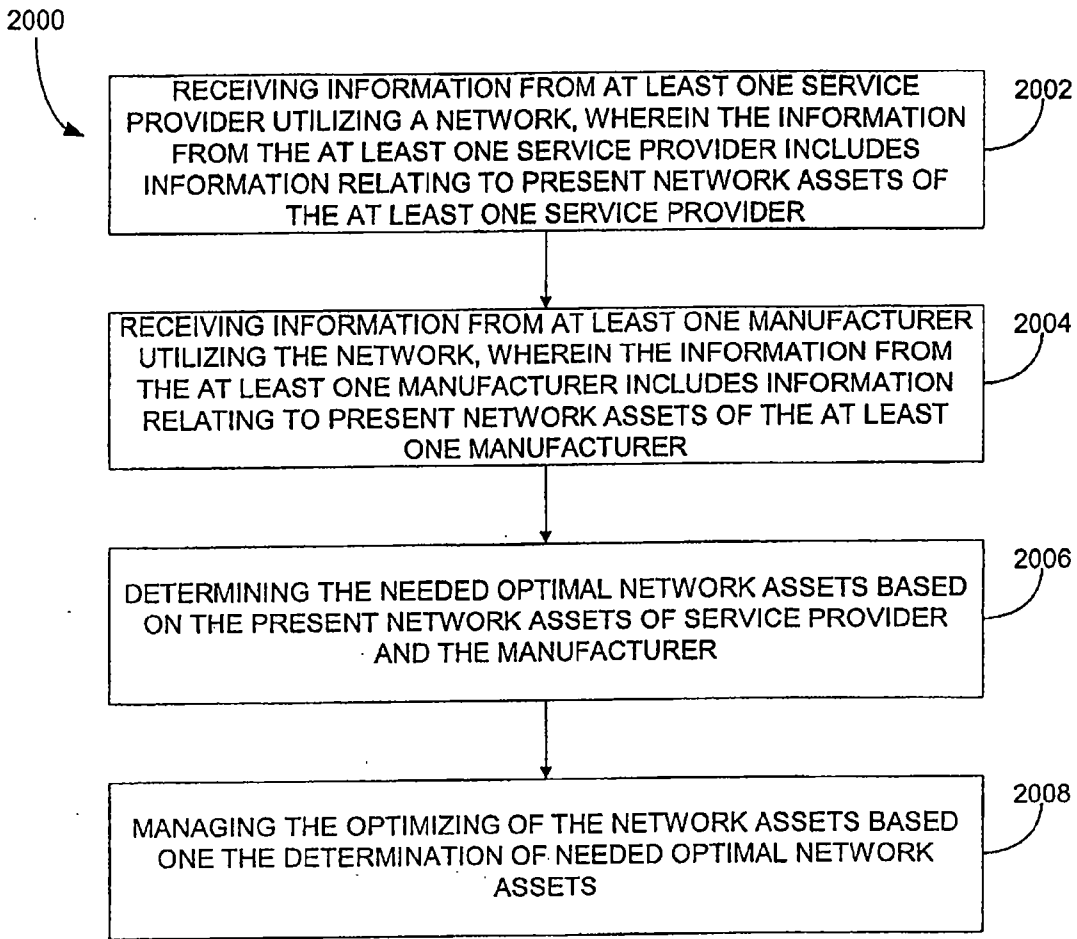 2000
RECEIVING INFORMATION FROM AT LEAST ONE SERVICE
PROVIDER UTILIZING A NETWORK, WHEREIN THE INFORMATION
FROM THE AT LEAST ONE SERVICE PROVIDER INCLUDES
INFORMATION RELATING TO PRESENT NETWORK ASSETS OF
THE AT LEAST ONE SERVICE PROVIDER
2002
RECEIVING INFORMATION FROM AT LEAST ONE MANUFACTURER
UTILIZING THE NETWORK, WHEREIN THE INFORMATION FROM
THE AT LEAST ONE MANUFACTURER INCLUDES INFORMATION
RELATING TO PRESENT NETWORK ASSETS OF THE AT LEAST
ONE MANUFACTURER
2004
DETERMINING THE NEEDED OPTIMAL NETWORK ASSETS BASED
ON THE PRESENT NETWORK ASSETS OF SERVICE PROVIDER
AND THE MANUFACTURER
2006
MANAGING THE OPTIMIZING OF THE NETWORK ASSETS BASED
ONE THE DETERMINATION OF NEEDED OPTIMAL NETWORK
ASSETS.
2008